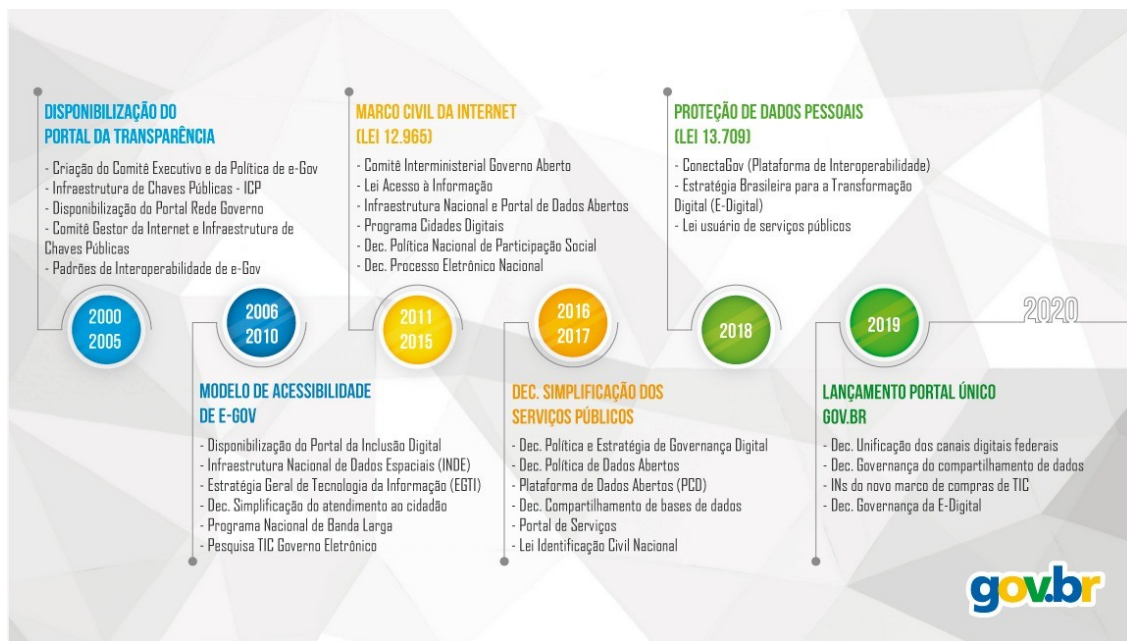 DISPONIBILIZAÇÃO DO
PORTAL DA TRANSPARÊNCIA
- Criação do Comitê Executivo e da Política de e-Gov
- Infraestrutura de Chaves Públicas - ICP
- Disponibilização do Portal Rede Governo
- Comitê Gestor da Internet e Infraestrutura de
Chaves Públicas
- Padrões de Interoperabilidade de e-Gov
2000
2005
2006
2010
MODELO DE ACESSIBILIDADE
DE E-GOV
- Disponibilização do Portal da Inclusão Digital
- Infraestrutura Nacional de Dados Espaciais (INDE)
- Estratégia Geral de Tecnologia da Informação (EGTI)
- Dec. Simplificação do atendimento ao cidadão
- Programa Nacional de Banda Larga
- Pesquisa TIC Governo Eletrônico
MARCO CIVIL DA INTERNET
(LEI 12.965)
- Comitê Interministerial Governo Aberto
- Lei Acesso à Informação
- Infraestrutura Nacional e Portal de Dados Abertos
- Programa Cidades Digitais
- Dec. Política Nacional de Participação Social
- Dec. Processo Eletrônico Nacional
2011
2015
2016
2017
DEC. SIMPLIFICAÇÃO DOS
SERVIÇOS PÚBLICOS
- Dec. Política e Estratégia de Governança Digital
- Dec. Política de Dados Abertos
- Plataforma de Dados Abertos (PCD)
- Dec. Compartilhamento de bases de dados
- Portal de Serviços
- Lei Identificação Civil Nacional
PROTEÇÃO DE DADOS PESSOAIS
(LEI 13.709)
- ConectaGov (Plataforma de Interoperabilidade)
- Estratégia Brasileira para a Transformação
Digital (E-Digital)
- Lei usuário de serviços públicos
2018
2019
LANÇAMENTO PORTAL ÚNICO
GOV.BR
- Dec. Unificação dos canais digitais federais
- Dec. Governança do compartilhamento de dados
- INs do novo marco de compras de TIC
- Dec. Governança da E-Digital
2020
gov.br